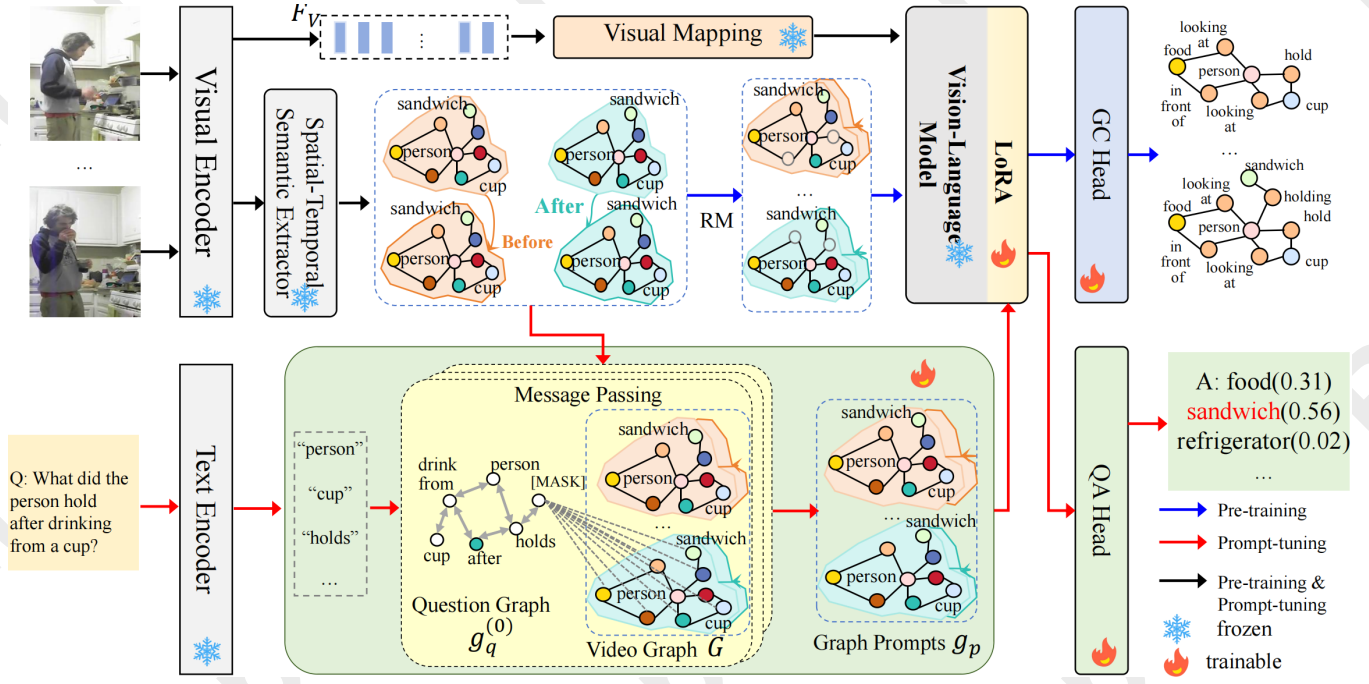 F_V
⋮
Visual Mapping
Visual Encoder
Spatial-Temporal
Semantic Extractor
...
sandwich
person
cup
sandwich
person
cup
After
Before
sandwich
person
cup
sandwich
person
cup
RM
sandwich
person
cup
...
sandwich
person
cup
Vision-Language
Model
LoRA
GC Head
looking
at
food
hold
person
in
front
of
looking
at
cup
...
sandwich
looking
at
holding
food
hold
person
in
front
of
looking
at
cup
Q: What did the
person hold
after drinking
from a cup?
Text Encoder
“person”
“cup”
“holds”
...
Message Passing
drink
from
person
[MASK]
cup
after
holds
Question Graph
g_q^(0)
sandwich
person
...
sandwich
person
cup
Video Graph G
sandwich
person
...
sandwich
person
cup
Graph Prompts g_p
QA Head
A: food(0.31)
sandwich(0.56)
refrigerator(0.02)
...
Pre-training
Prompt-tuning
Pre-training &
Prompt-tuning
frozen
trainable